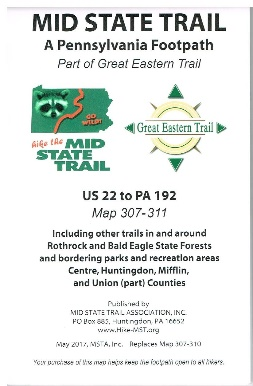 MID STATE TRAIL
A Pennsylvania Footpath
Part of Great Eastern Trail
GO WILD!
Hike the MID
STATE
TRAIL
Great Eastern Trail
US 22 to PA 192
Map 307-311
Including other trails in and around
Rothrock and Bald Eagle State Forests
and bordering parks and recreation areas
Centre, Huntingdon, Mifflin,
and Union (part) Counties
Published by
MID STATE TRAIL ASSOCIATION, INC.
PO Box 885, Huntingdon, PA 16652
www.Hike-MST.org
May 2017, MSTA, Inc. Replaces Map 307-310
Your purchase of this map helps keep the footpath open to all hikers.